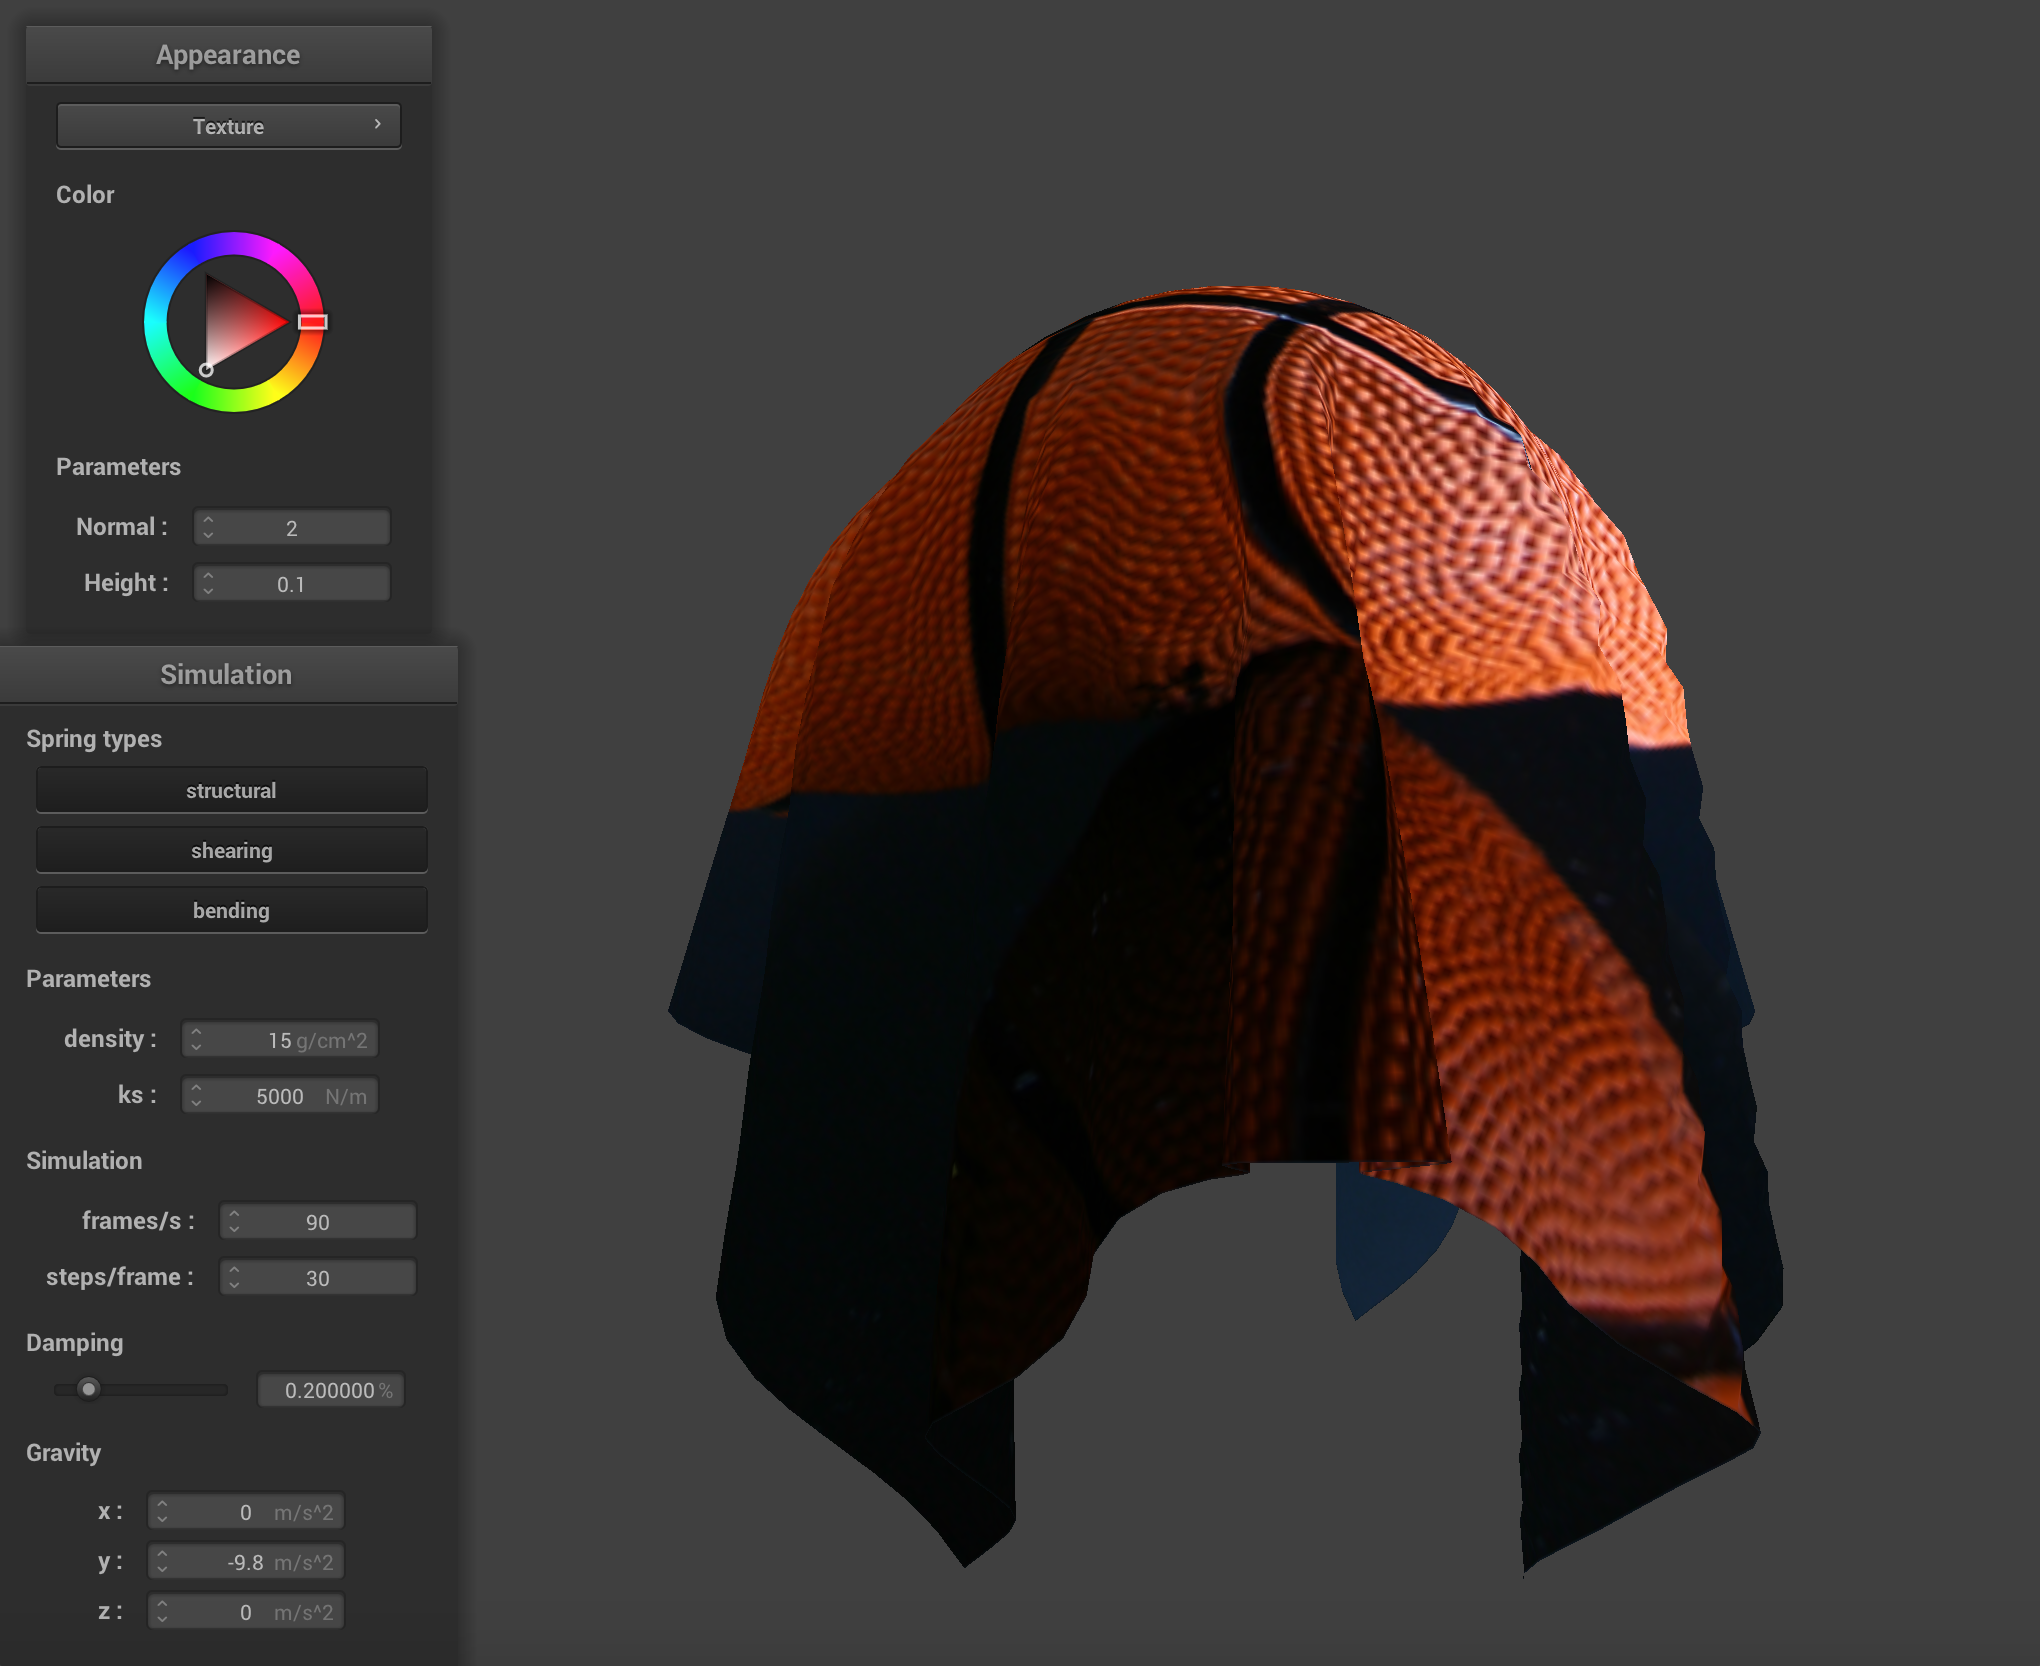 Appearance
Texture
Color
Parameters
Normal : 2
Height : 0.1
Simulation
Spring types
structural
shearing
bending
Parameters
density : 15 g/cm^2
ks : 5000 N/m
Simulation
frames/s : 90
steps/frame : 30
Damping
0.200000 %
Gravity
x : 0 m/s^2
y : -9.8 m/s^2
z : 0 m/s^2